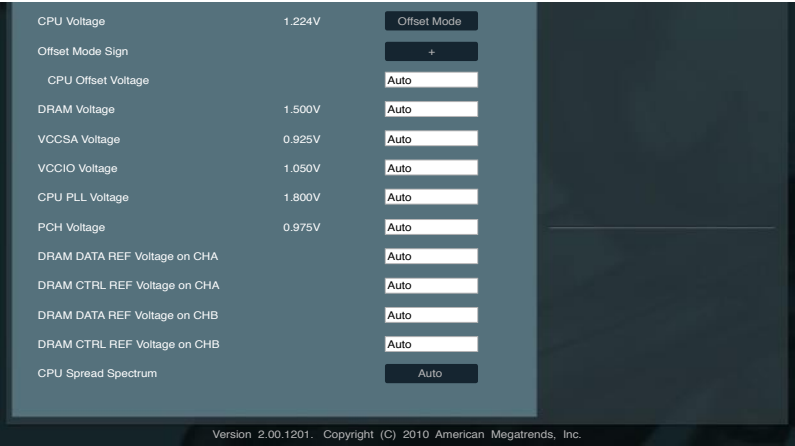 CPU Voltage 1.224V Offset Mode
Offset Mode Sign +
CPU Offset Voltage Auto
DRAM Voltage 1.500V Auto
VCCSA Voltage 0.925V Auto
VCCIO Voltage 1.050V Auto
CPU PLL Voltage 1.800V Auto
PCH Voltage 0.975V Auto
DRAM DATA REF Voltage on CHA Auto
DRAM CTRL REF Voltage on CHA Auto
DRAM DATA REF Voltage on CHB Auto
DRAM CTRL REF Voltage on CHB Auto
CPU Spread Spectrum Auto
Version 2.00.1201. Copyright (C) 2010 American Megatrends, Inc.